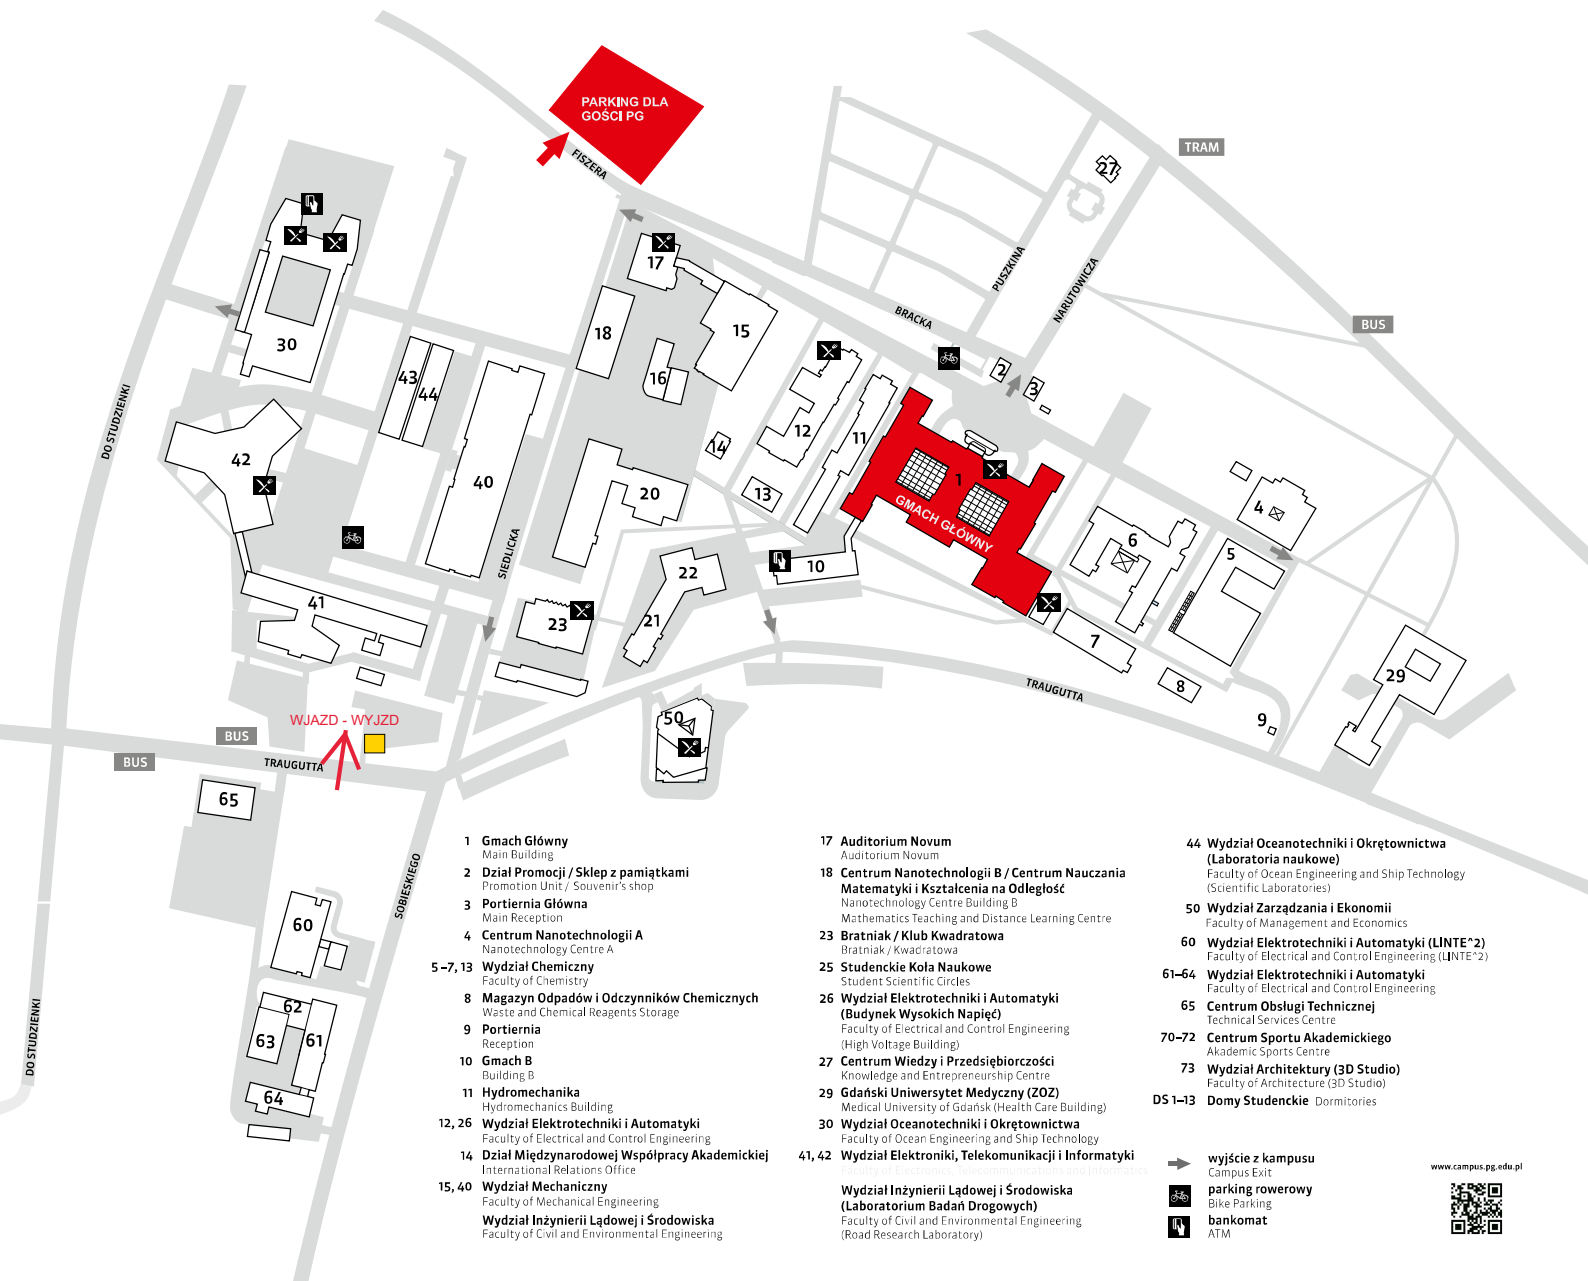 PARKING DLA
GOŚCI PG
FISZERA
TRAM
27
PUSZKINA
NARUTOWICZA
BRACKA
BUS
17
18
15
16
30
43
44
2
3
DO STUDZIENKI
42
40
14
12
11
13
20
1
GMACH GŁÓWNY
4
5
6
SIEDLICKA
10
22
21
23
41
7
8
9
29
TRAUGUTTA
50
WJAZD - WYJZD
BUS
BUS
TRAUGUTTA
65
SOBIESKIEGO
60
DO STUDZIENKI
62
63
61
64
1 Gmach Główny
Main Building
2 Dział Promocji / Sklep z pamiątkami
Promotion Unit / Souvenir's shop
3 Portiernia Główna
Main Reception
4 Centrum Nanotechnologii A
Nanotechnology Centre A
5–7, 13 Wydział Chemiczny
Faculty of Chemistry
8 Magazyn Odpadów i Odczynników Chemicznych
Waste and Chemical Reagents Storage
9 Portiernia
Reception
10 Gmach B
Building B
11 Hydromechanika
Hydromechanics Building
12, 26 Wydział Elektrotechniki i Automatyki
Faculty of Electrical and Control Engineering
14 Dział Międzynarodowej Współpracy Akademickiej
International Relations Office
15, 40 Wydział Mechaniczny
Faculty of Mechanical Engineering
Wydział Inżynierii Lądowej i Środowiska
Faculty of Civil and Environmental Engineering
17 Auditorium Novum
Auditorium Novum
18 Centrum Nanotechnologii B / Centrum Nauczania
Matematyki i Kształcenia na Odległość
Nanotechnology Centre Building B
Mathematics Teaching and Distance Learning Centre
23 Bratniak / Klub Kwadratowa
Bratniak / Kwadratowa
25 Studenckie Koła Naukowe
Student Scientific Circles
26 Wydział Elektrotechniki i Automatyki
(Budynek Wysokich Napięć)
Faculty of Electrical and Control Engineering
(High Voltage Building)
27 Centrum Wiedzy i Przedsiębiorczości
Knowledge and Entrepreneurship Centre
29 Gdański Uniwersytet Medyczny (ZOZ)
Medical University of Gdańsk (Health Care Building)
30 Wydział Oceanotechniki i Okrętownictwa
Faculty of Ocean Engineering and Ship Technology
41, 42 Wydział Elektroniki, Telekomunikacji i Informatyki
Faculty of Electronics, Telecommunications and Informatics
Wydział Inżynierii Lądowej i Środowiska
(Laboratorium Badań Drogowych)
Faculty of Civil and Environmental Engineering
(Road Research Laboratory)
44 Wydział Oceanotechniki i Okrętownictwa
(Laboratoria naukowe)
Faculty of Ocean Engineering and Ship Technology
(Scientific Laboratories)
50 Wydział Zarządzania i Ekonomii
Faculty of Management and Economics
60 Wydział Elektrotechniki i Automatyki (LINTE^2)
Faculty of Electrical and Control Engineering (LINTE^2)
61–64 Wydział Elektrotechniki i Automatyki
Faculty of Electrical and Control Engineering
65 Centrum Obsługi Technicznej
Technical Services Centre
70–72 Centrum Sportu Akademickiego
Akademic Sports Centre
73 Wydział Architektury (3D Studio)
Faculty of Architecture (3D Studio)
DS 1–13 Domy Studenckie Dormitories
wyjście z kampusu
Campus Exit
parking rowerowy
Bike Parking
bankomat
ATM
www.campus.pg.edu.pl